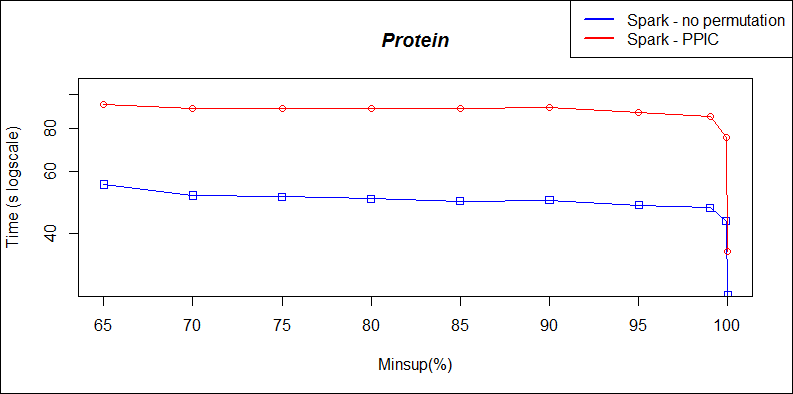 Spark - no permutation
Spark - PPIC
Protein
Time (s logscale)
80
60
40
65 70 75 80 85 90 95 100
Minsup(%)